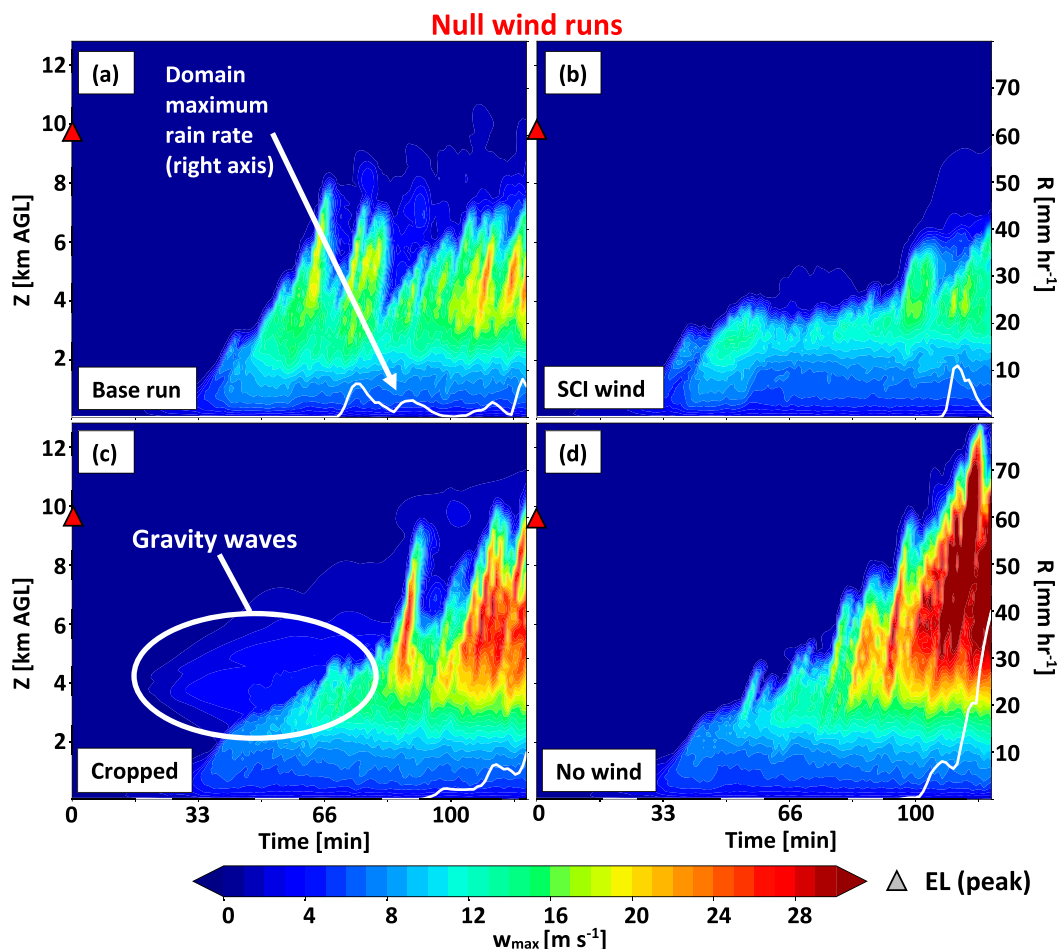 Null wind runs
(a)
Domain
maximum
rain rate
(right axis)
12
10
8
6
4
2
Z [km AGL]
Base run
(b)
SCI wind
70
60
50
40
30
20
10
R [mm hr⁻¹]
(c)
Gravity waves
12
10
8
6
4
2
Z [km AGL]
Cropped
0
33
66
100
Time [min]
(d)
No wind
70
60
50
40
30
20
10
R [mm hr⁻¹]
0
33
66
100
Time [min]
0
4
8
12
16
20
24
28
wmax [m s⁻¹]
EL (peak)